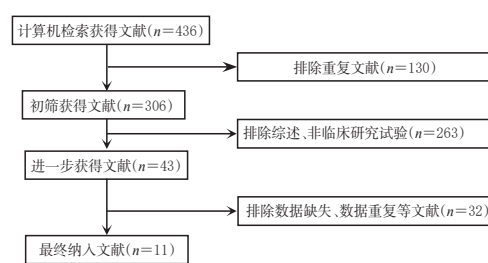 计算机检索获得文献(n=436)
排除重复文献(n=130)
初筛获得文献(n=306)
排除综述、非临床研究试验(n=263)
进一步获得文献(n=43)
排除数据缺失、数据重复等文献(n=32)
最终纳入文献(n=11)